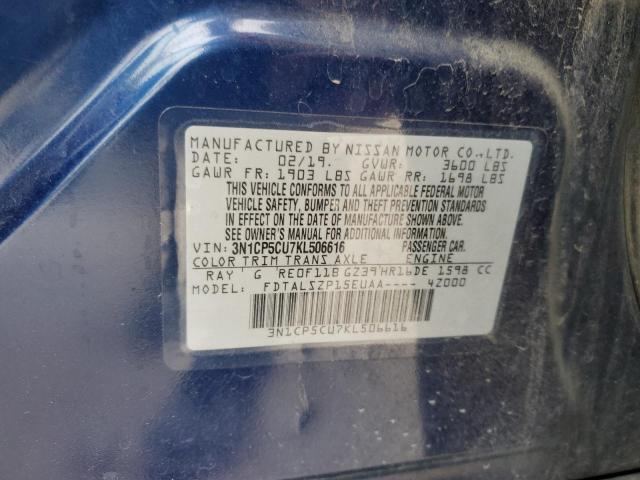 MANUFACTURED BY NISSAN MOTOR CO.,LTD.
DATE: 02/19. GVWR: 3600 LBS
GAWR FR: 1903 LBS GAWR RR: 1698 LBS
THIS VEHICLE CONFORMS TO ALL APPLICABLE FEDERAL MOTOR
VEHICLE SAFETY, BUMPER, AND THEFT PREVENTION STANDARDS
IN EFFECT ON THE DATE OF MANUFACTURE SHOWN ABOVE.
SEE OWNER'S MANUAL FOR ADDITIONAL INFORMATION.
VIN: 3N1CP5CU7KL506616 PASSENGER CAR.
COLOR TRIM TRANS AXLE ENGINE
RAY G RE0F11B GZ39 HR16DE 1598 CC
MODEL: FDTALSZP15EUAA---- 42000
3N1CP5CU7KL506616